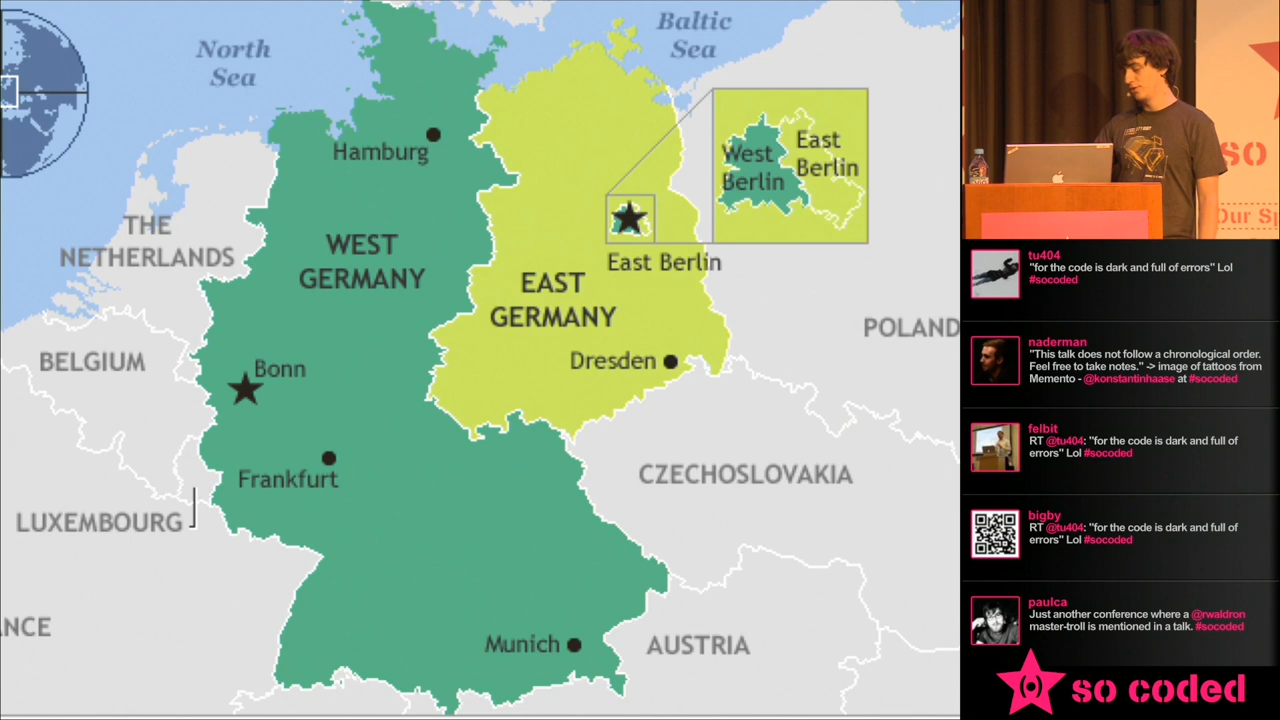 North
Sea
Baltic
Sea
Hamburg
West
Berlin
East
Berlin
THE
NETHERLANDS
WEST
GERMANY
East Berlin
EAST
GERMANY
POLAND
BELGIUM
Bonn
Dresden
Frankfurt
CZECHOSLOVAKIA
LUXEMBOURG
NCE
Munich
AUSTRIA
so
Our S
tu404
"for the code is dark and full of errors" Lol
#socoded
naderman
"This talk does not follow a chronological order.
Feel free to take notes." -> image of tattoos from
Memento - @konstantinhaase at #socoded
felbit
RT @tu404: "for the code is dark and full of
errors" Lol #socoded
bigby
RT @tu404: "for the code is dark and full of
errors" Lol #socoded
paulca
Just another conference where a @rwaldron
master-troll is mentioned in a talk. #socoded
so coded